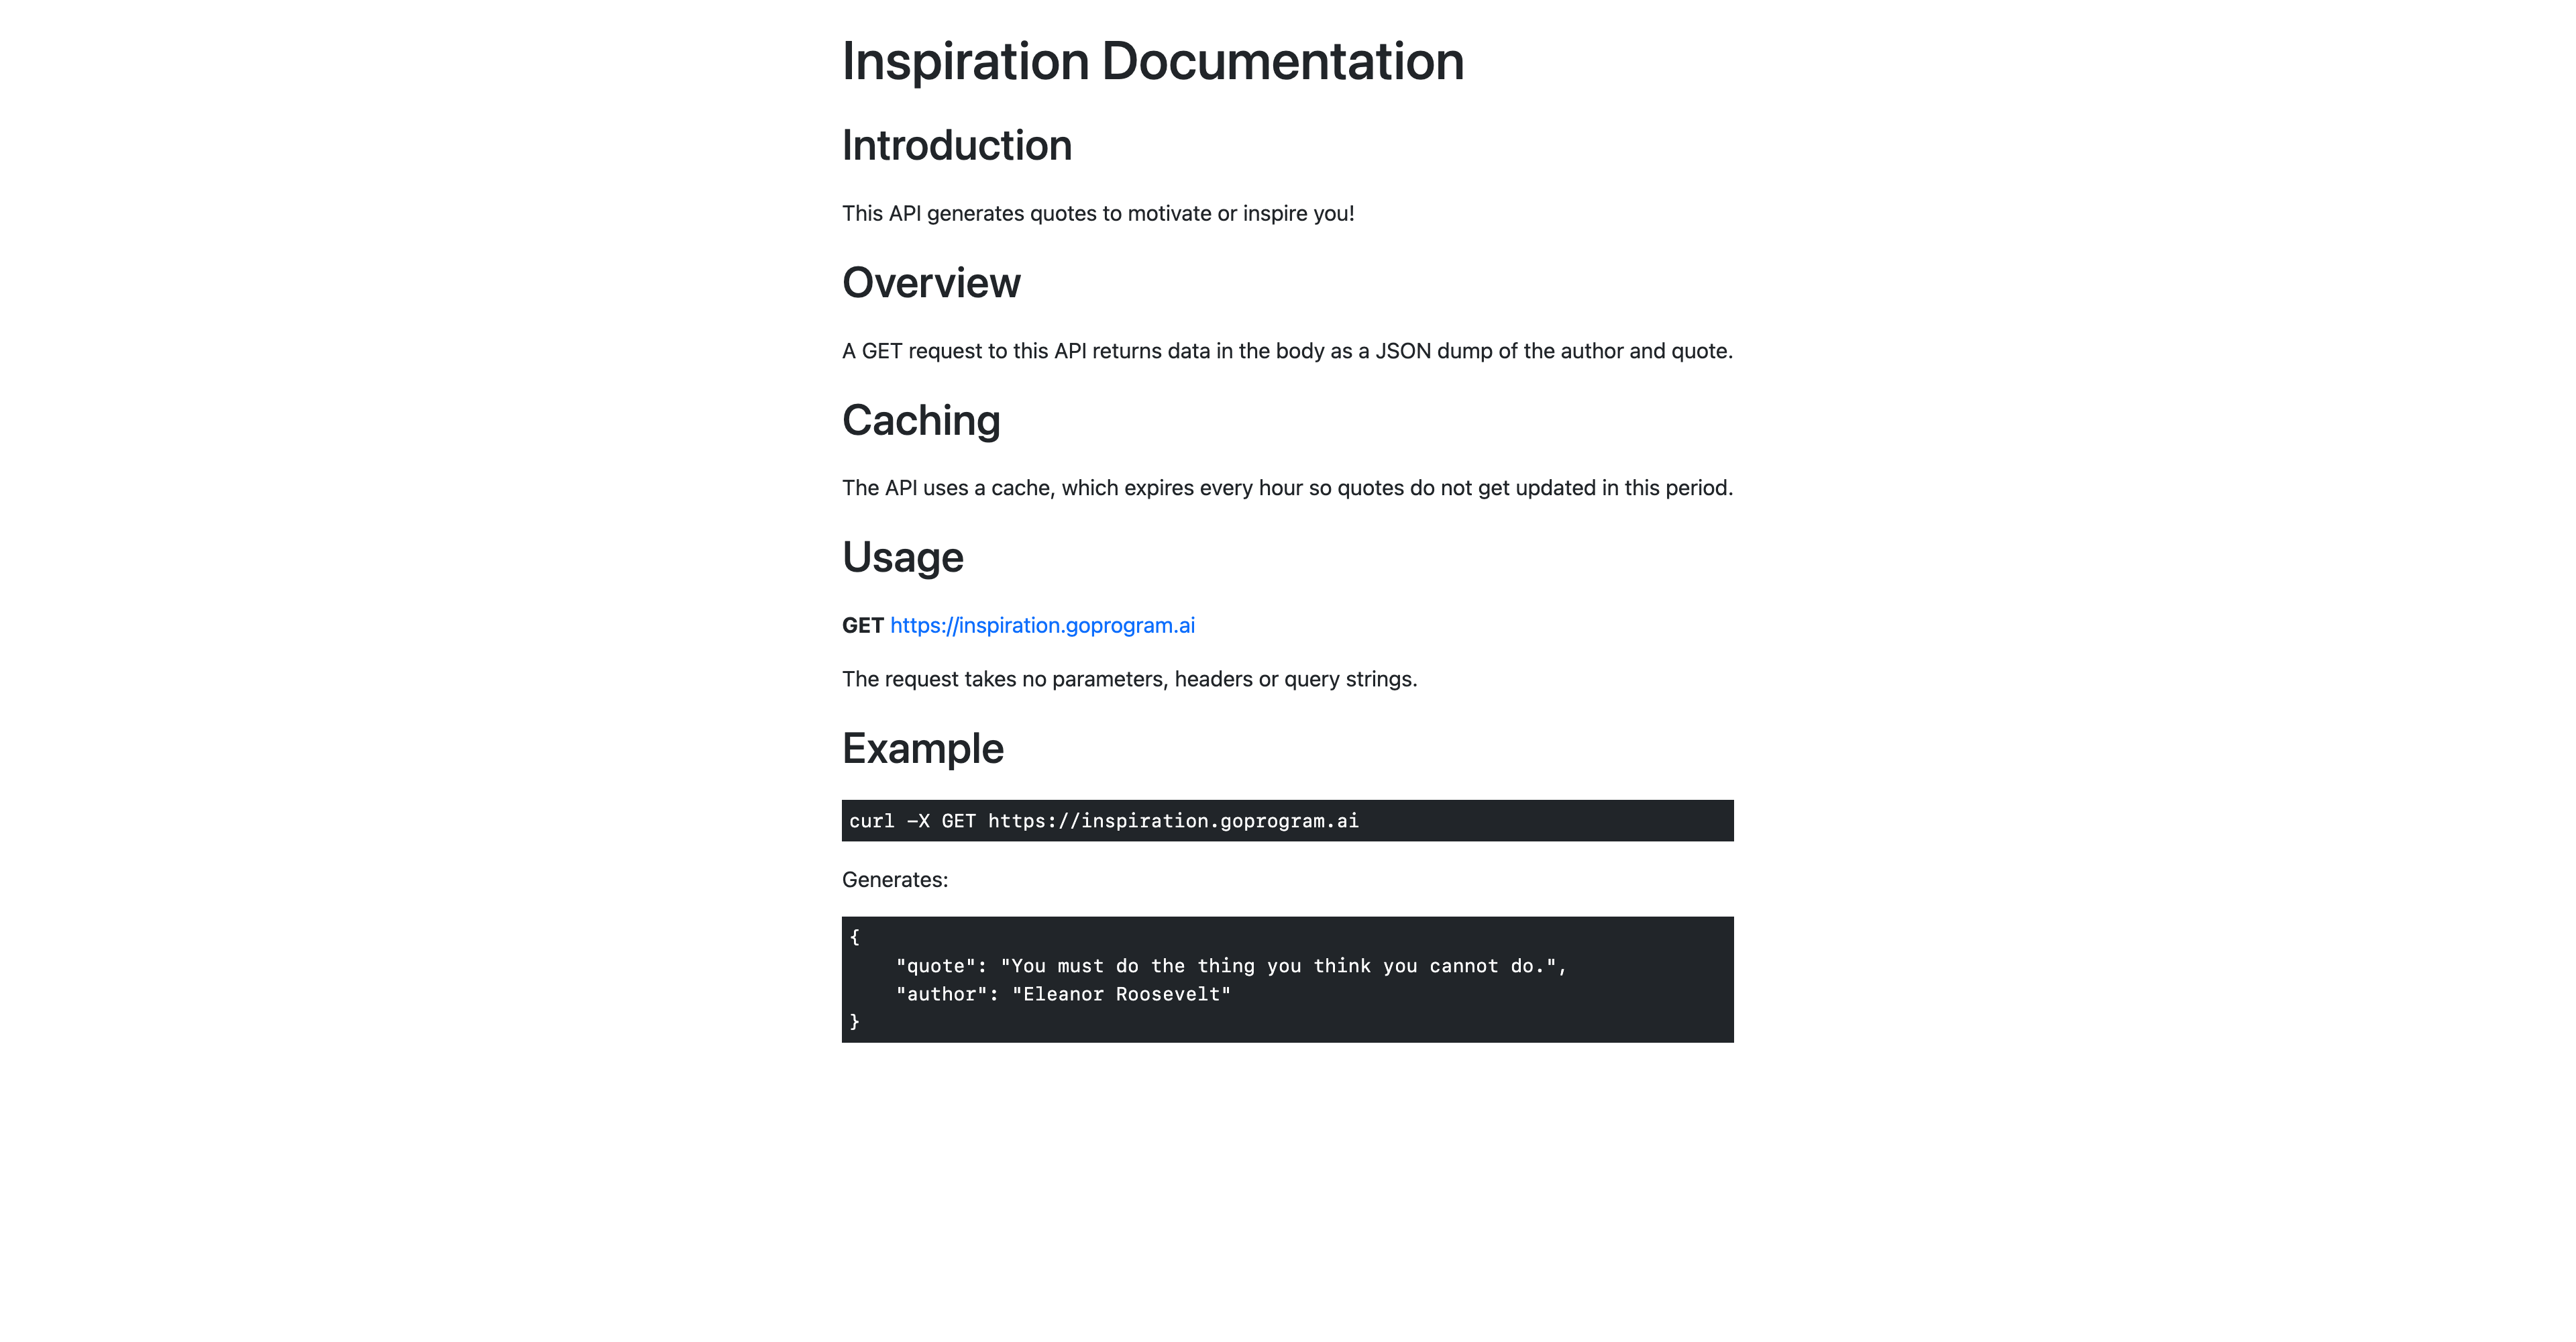 Inspiration Documentation
Introduction
This API generates quotes to motivate or inspire you!
Overview
A GET request to this API returns data in the body as a JSON dump of the author and quote.
Caching
The API uses a cache, which expires every hour so quotes do not get updated in this period.
Usage
GET https://inspiration.goprogram.ai
The request takes no parameters, headers or query strings.
Example
curl -X GET https://inspiration.goprogram.ai
Generates:
{
    "quote": "You must do the thing you think you cannot do.",
    "author": "Eleanor Roosevelt"
}